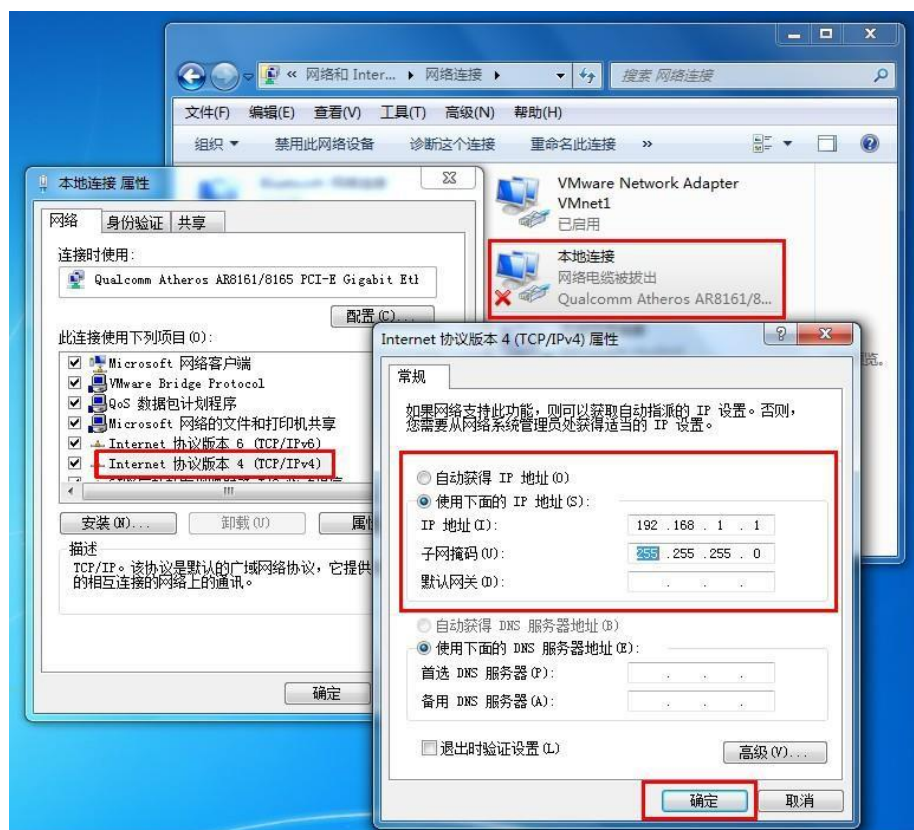 « 网络和 Inter... ▸ 网络连接 ▸
搜索 网络连接
文件(F) 编辑(E) 查看(V) 工具(T) 高级(N) 帮助(H)
组织 ▼ 禁用此网络设备 诊断这个连接 重命名此连接 »
VMware Network Adapter
VMnet1
已启用
本地连接
网络电缆被拔出
Qualcomm Atheros AR8161/8...
览。
本地连接 属性
网络 身份验证 共享
连接时使用:
Qualcomm Atheros AR8161/8165 PCI-E Gigabit Etl
配置(C)...
此连接使用下列项目(O):
Microsoft 网络客户端
VMware Bridge Protocol
QoS 数据包计划程序
Microsoft 网络的文件和打印机共享
Internet 协议版本 6 (TCP/IPv6)
Internet 协议版本 4 (TCP/IPv4)
安装(N)... 卸载(U) 属
描述
TCP/IP。该协议是默认的广域网络协议，它提供
的相互连接的网络上的通讯。
确定
Internet 协议版本 4 (TCP/IPv4) 属性
常规
如果网络支持此功能，则可以获取自动指派的 IP 设置。否则，
您需要从网络系统管理员处获得适当的 IP 设置。
自动获得 IP 地址(O)
使用下面的 IP 地址(S):
IP 地址(I): 192 .168 . 1 . 1
子网掩码(U): 255 .255 .255 . 0
默认网关(D): . . .
自动获得 DNS 服务器地址(B)
使用下面的 DNS 服务器地址(E):
首选 DNS 服务器(P): . . .
备用 DNS 服务器(A): . . .
退出时验证设置(L)
高级(V)...
确定 取消